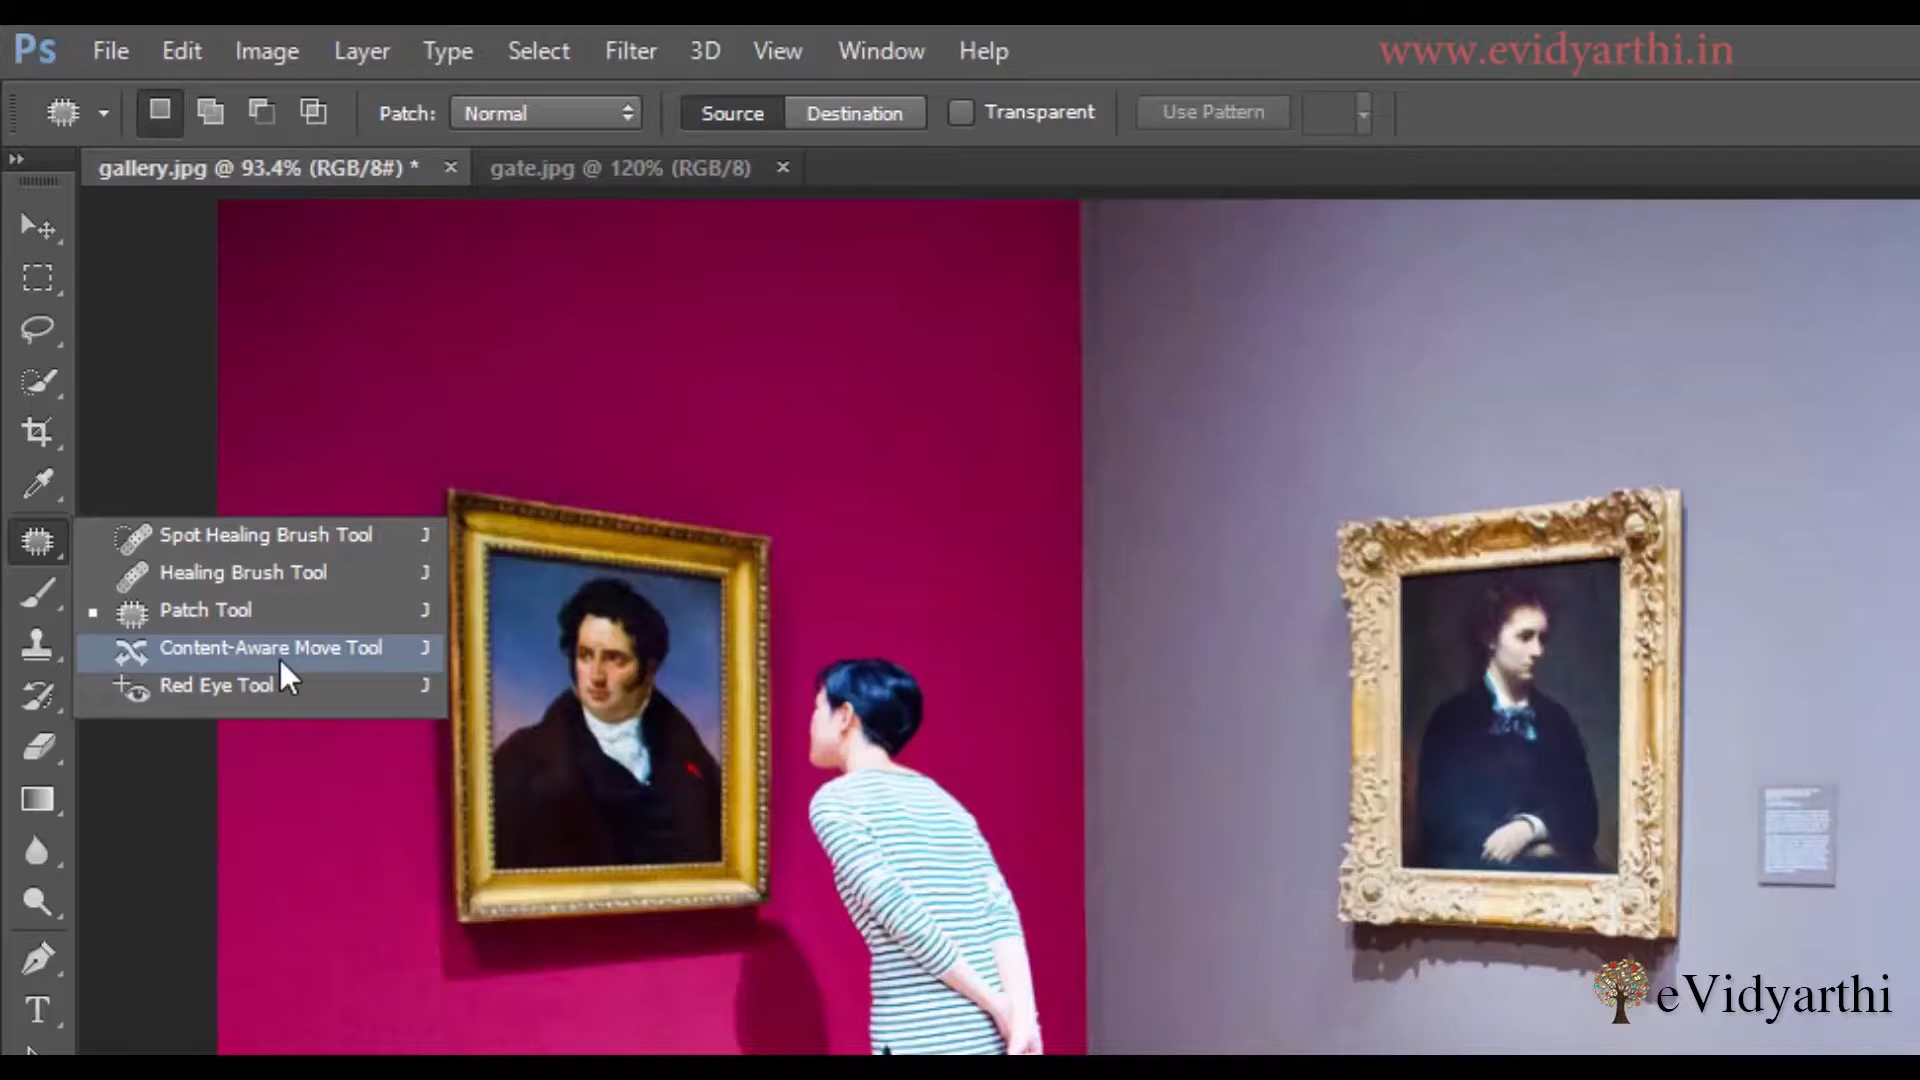 Ps File Edit Image Layer Type Select Filter 3D View Window Help
www.evidyarthi.in
Patch: Normal Source Destination Transparent Use Pattern
gallery.jpg @ 93.4% (RGB/8#) * × gate.jpg @ 120% (RGB/8) ×
Spot Healing Brush Tool J
Healing Brush Tool J
Patch Tool J
Content-Aware Move Tool J
Red Eye Tool J
T
eVidyarthi